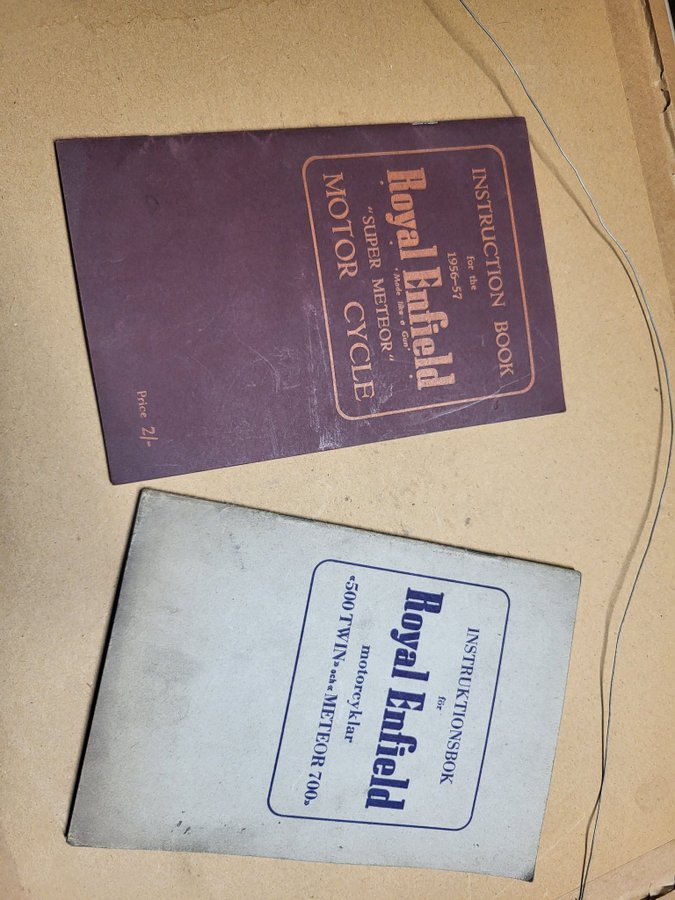 INSTRUCTION BOOK
for the
1956-57
Royal Enfield
"Made like a Gun"
"SUPER METEOR"
MOTOR CYCLE
Price 2/-
INSTRUKTIONSBOK
för
Royal Enfield
motorcyklar
«500 TWIN» och «METEOR 700»